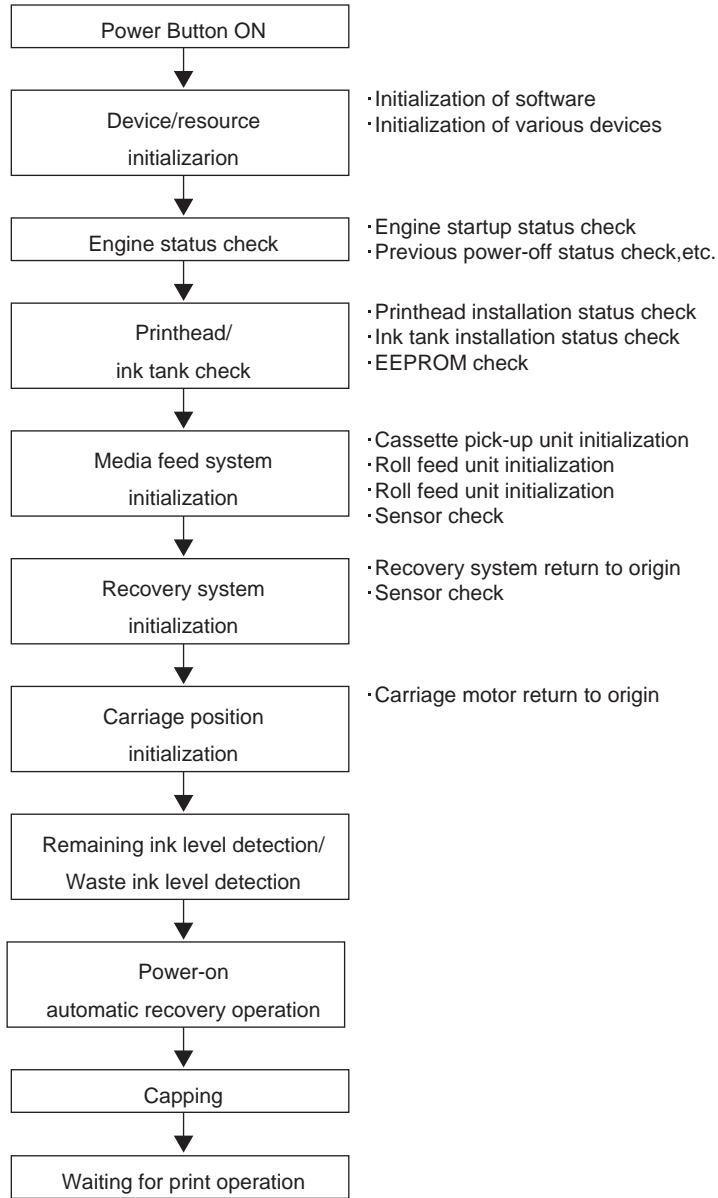 Power Button ON
Device/resource
initializarion
·Initialization of software
·Initialization of various devices
Engine status check
·Engine startup status check
·Previous power-off status check,etc.
Printhead/
ink tank check
·Printhead installation status check
·Ink tank installation status check
·EEPROM check
Media feed system
initialization
·Cassette pick-up unit initialization
·Roll feed unit initialization
·Roll feed unit initialization
·Sensor check
Recovery system
initialization
·Recovery system return to origin
·Sensor check
Carriage position
initialization
·Carriage motor return to origin
Remaining ink level detection/
Waste ink level detection
Power-on
automatic recovery operation
Capping
Waiting for print operation